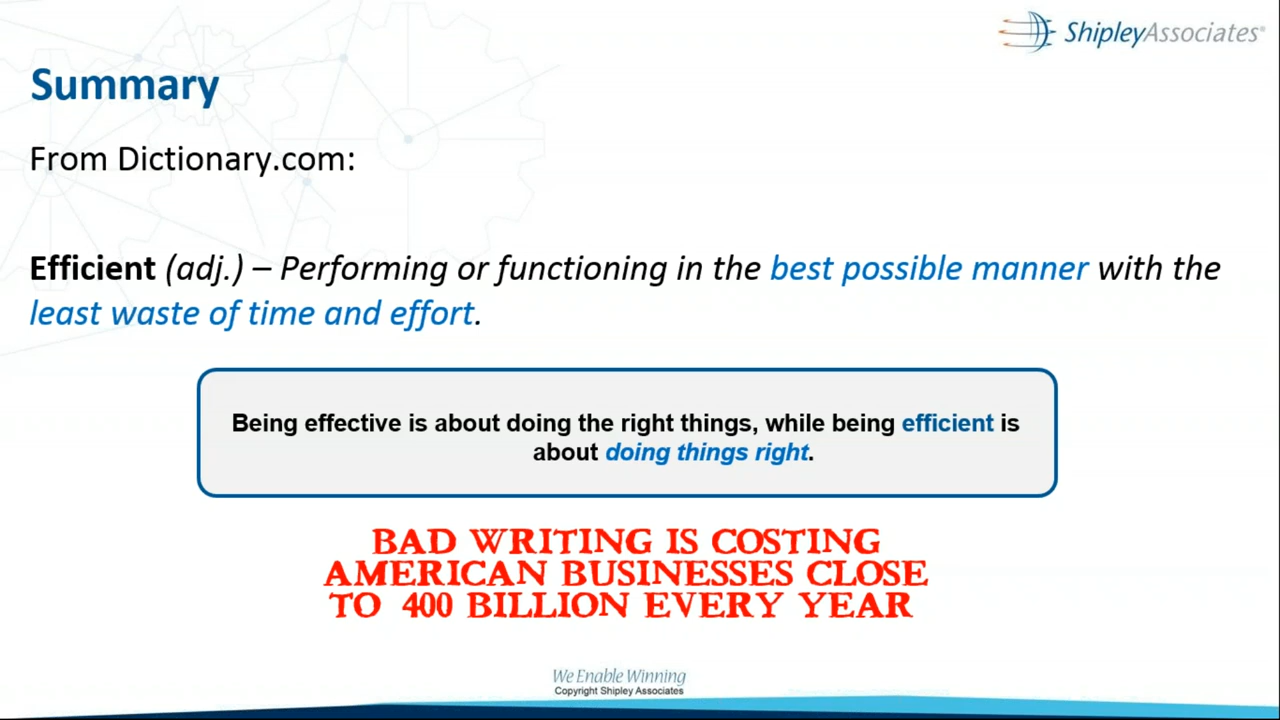 ShipleyAssociates®
Summary
From Dictionary.com:
Efficient (adj.) – Performing or functioning in the best possible manner with the
least waste of time and effort.
Being effective is about doing the right things, while being efficient is
about doing things right.
BAD WRITING IS COSTING
AMERICAN BUSINESSES CLOSE
TO 400 BILLION EVERY YEAR
We Enable Winning
Copyright Shipley Associates